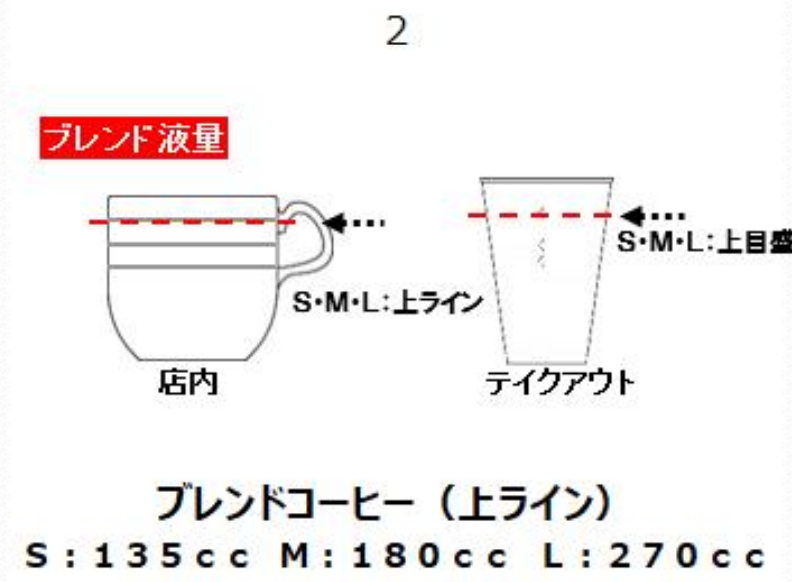 2
ブレンド液量
S・M・L:上目盛
S・M・L:上ライン
店内
テイクアウト
ブレンドコーヒー(上ライン)
S:135cc M:180cc L:270cc